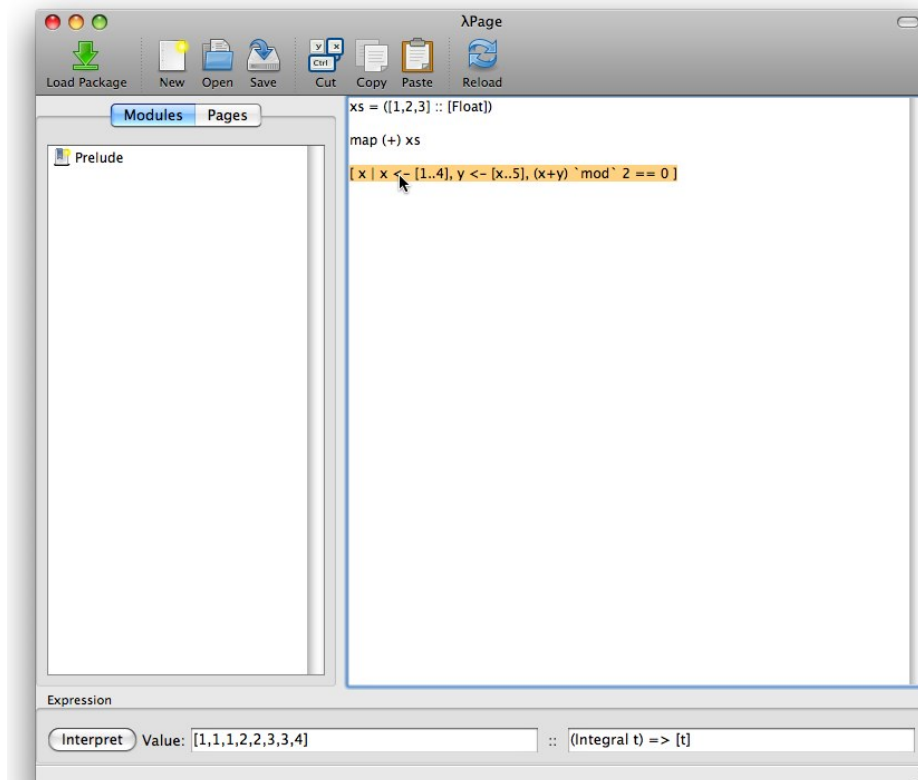 λPage
Load Package New Open Save Cut Copy Paste Reload
y x
Ctrl
Modules Pages
Prelude
xs = ([1,2,3] :: [Float])
map (+) xs
[ x | x <- [1..4], y <- [x..5], (x+y) `mod` 2 == 0 ]
Expression
Interpret Value: [1,1,1,2,2,3,3,4] :: (Integral t) => [t]